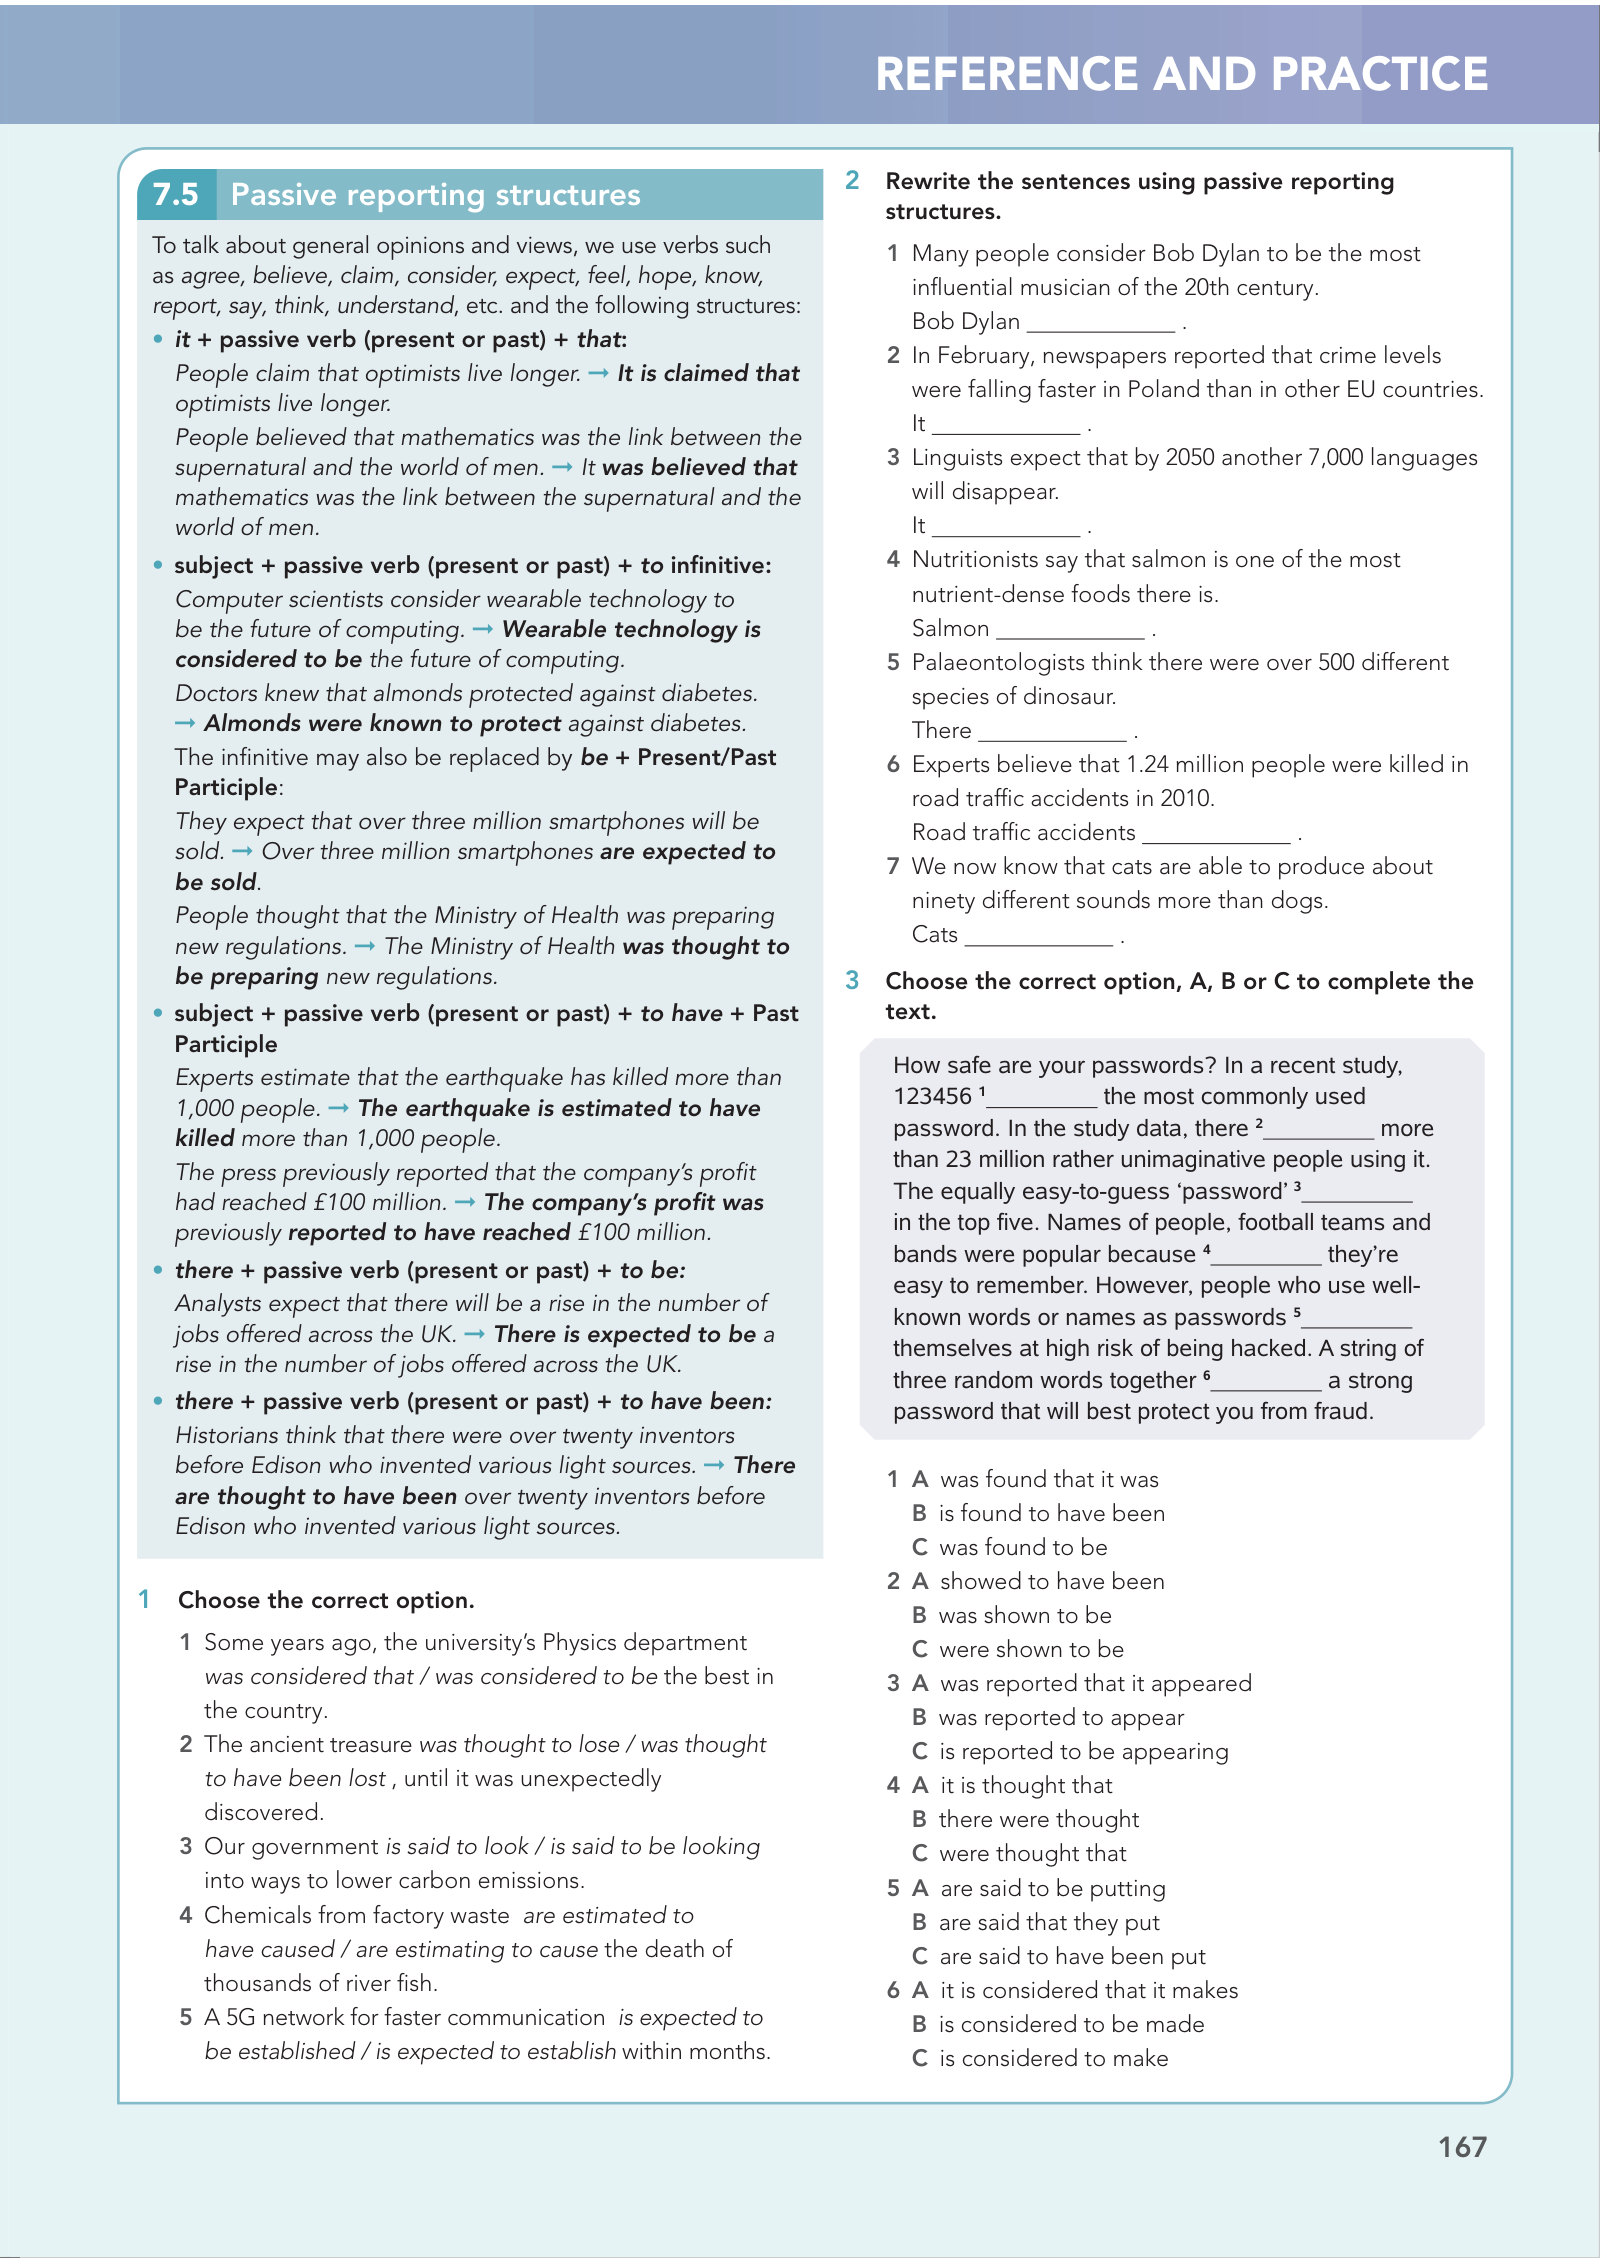 REFERENCE AND PRACTICE
7.5 Passive reporting structures
To talk about general opinions and views, we use verbs such
as agree, believe, claim, consider, expect, feel, hope, know,
report, say, think, understand, etc. and the following structures:
• it + passive verb (present or past) + that:
People claim that optimists live longer. → It is claimed that
optimists live longer.
People believed that mathematics was the link between the
supernatural and the world of men. → It was believed that
mathematics was the link between the supernatural and the
world of men.
• subject + passive verb (present or past) + to infinitive:
Computer scientists consider wearable technology to
be the future of computing. → Wearable technology is
considered to be the future of computing.
Doctors knew that almonds protected against diabetes.
→ Almonds were known to protect against diabetes.
The infinitive may also be replaced by be + Present/Past
Participle:
They expect that over three million smartphones will be
sold. → Over three million smartphones are expected to
be sold.
People thought that the Ministry of Health was preparing
new regulations. → The Ministry of Health was thought to
be preparing new regulations.
• subject + passive verb (present or past) + to have + Past
Participle
Experts estimate that the earthquake has killed more than
1,000 people. → The earthquake is estimated to have
killed more than 1,000 people.
The press previously reported that the company's profit
had reached £100 million. → The company's profit was
previously reported to have reached £100 million.
• there + passive verb (present or past) + to be:
Analysts expect that there will be a rise in the number of
jobs offered across the UK. → There is expected to be a
rise in the number of jobs offered across the UK.
• there + passive verb (present or past) + to have been:
Historians think that there were over twenty inventors
before Edison who invented various light sources. → There
are thought to have been over twenty inventors before
Edison who invented various light sources.
1 Choose the correct option.
1 Some years ago, the university's Physics department
was considered that / was considered to be the best in
the country.
2 The ancient treasure was thought to lose / was thought
to have been lost , until it was unexpectedly
discovered.
3 Our government is said to look / is said to be looking
into ways to lower carbon emissions.
4 Chemicals from factory waste are estimated to
have caused / are estimating to cause the death of
thousands of river fish.
5 A 5G network for faster communication is expected to
be established / is expected to establish within months.
2 Rewrite the sentences using passive reporting
structures.
1 Many people consider Bob Dylan to be the most
influential musician of the 20th century.
Bob Dylan ____________ .
2 In February, newspapers reported that crime levels
were falling faster in Poland than in other EU countries.
It ____________ .
3 Linguists expect that by 2050 another 7,000 languages
will disappear.
It ____________ .
4 Nutritionists say that salmon is one of the most
nutrient-dense foods there is.
Salmon ____________ .
5 Palaeontologists think there were over 500 different
species of dinosaur.
There ____________ .
6 Experts believe that 1.24 million people were killed in
road traffic accidents in 2010.
Road traffic accidents ____________ .
7 We now know that cats are able to produce about
ninety different sounds more than dogs.
Cats ____________ .
3 Choose the correct option, A, B or C to complete the
text.
How safe are your passwords? In a recent study,
123456 ¹_________ the most commonly used
password. In the study data, there ²_________ more
than 23 million rather unimaginative people using it.
The equally easy-to-guess ‘password’ ³_________
in the top five. Names of people, football teams and
bands were popular because ⁴_________ they're
easy to remember. However, people who use well-
known words or names as passwords ⁵_________
themselves at high risk of being hacked. A string of
three random words together ⁶_________ a strong
password that will best protect you from fraud.
1 A was found that it was
B is found to have been
C was found to be
2 A showed to have been
B was shown to be
C were shown to be
3 A was reported that it appeared
B was reported to appear
C is reported to be appearing
4 A it is thought that
B there were thought
C were thought that
5 A are said to be putting
B are said that they put
C are said to have been put
6 A it is considered that it makes
B is considered to be made
C is considered to make
167